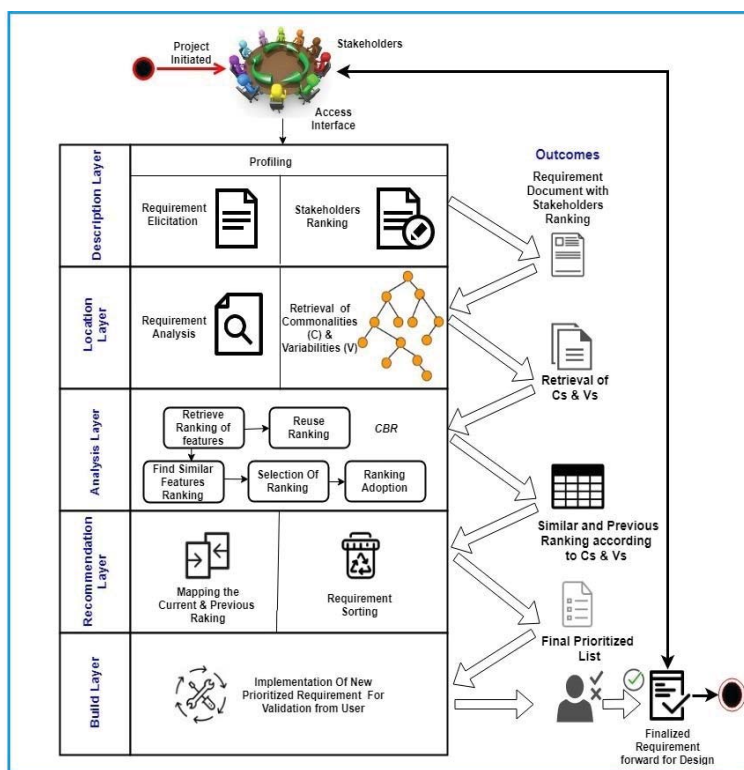 Project
Initiated
Stakeholders
Access
Interface
Description Layer
Profiling
Requirement
Elicitation
Stakeholders
Ranking
Outcomes
Requirement
Document with
Stakeholders
Ranking
Location
Layer
Requirement
Analysis
Retrieval of
Commonalities
(C) &
Variabilities (V)
Retrieval of
Cs & Vs
Analysis Layer
Retrieve
Ranking of
features
Reuse
Ranking
CBR
Find Similar
Features
Ranking
Selection Of
Ranking
Ranking
Adoption
Similar and Previous
Ranking according
to Cs & Vs
Recommendation
Layer
Mapping the
Current & Previous
Raking
Requirement
Sorting
Final Prioritized
List
Build Layer
Implementation Of New
Prioritized Requirement For
Validation from User
Finalized
Requirement
forward for Design